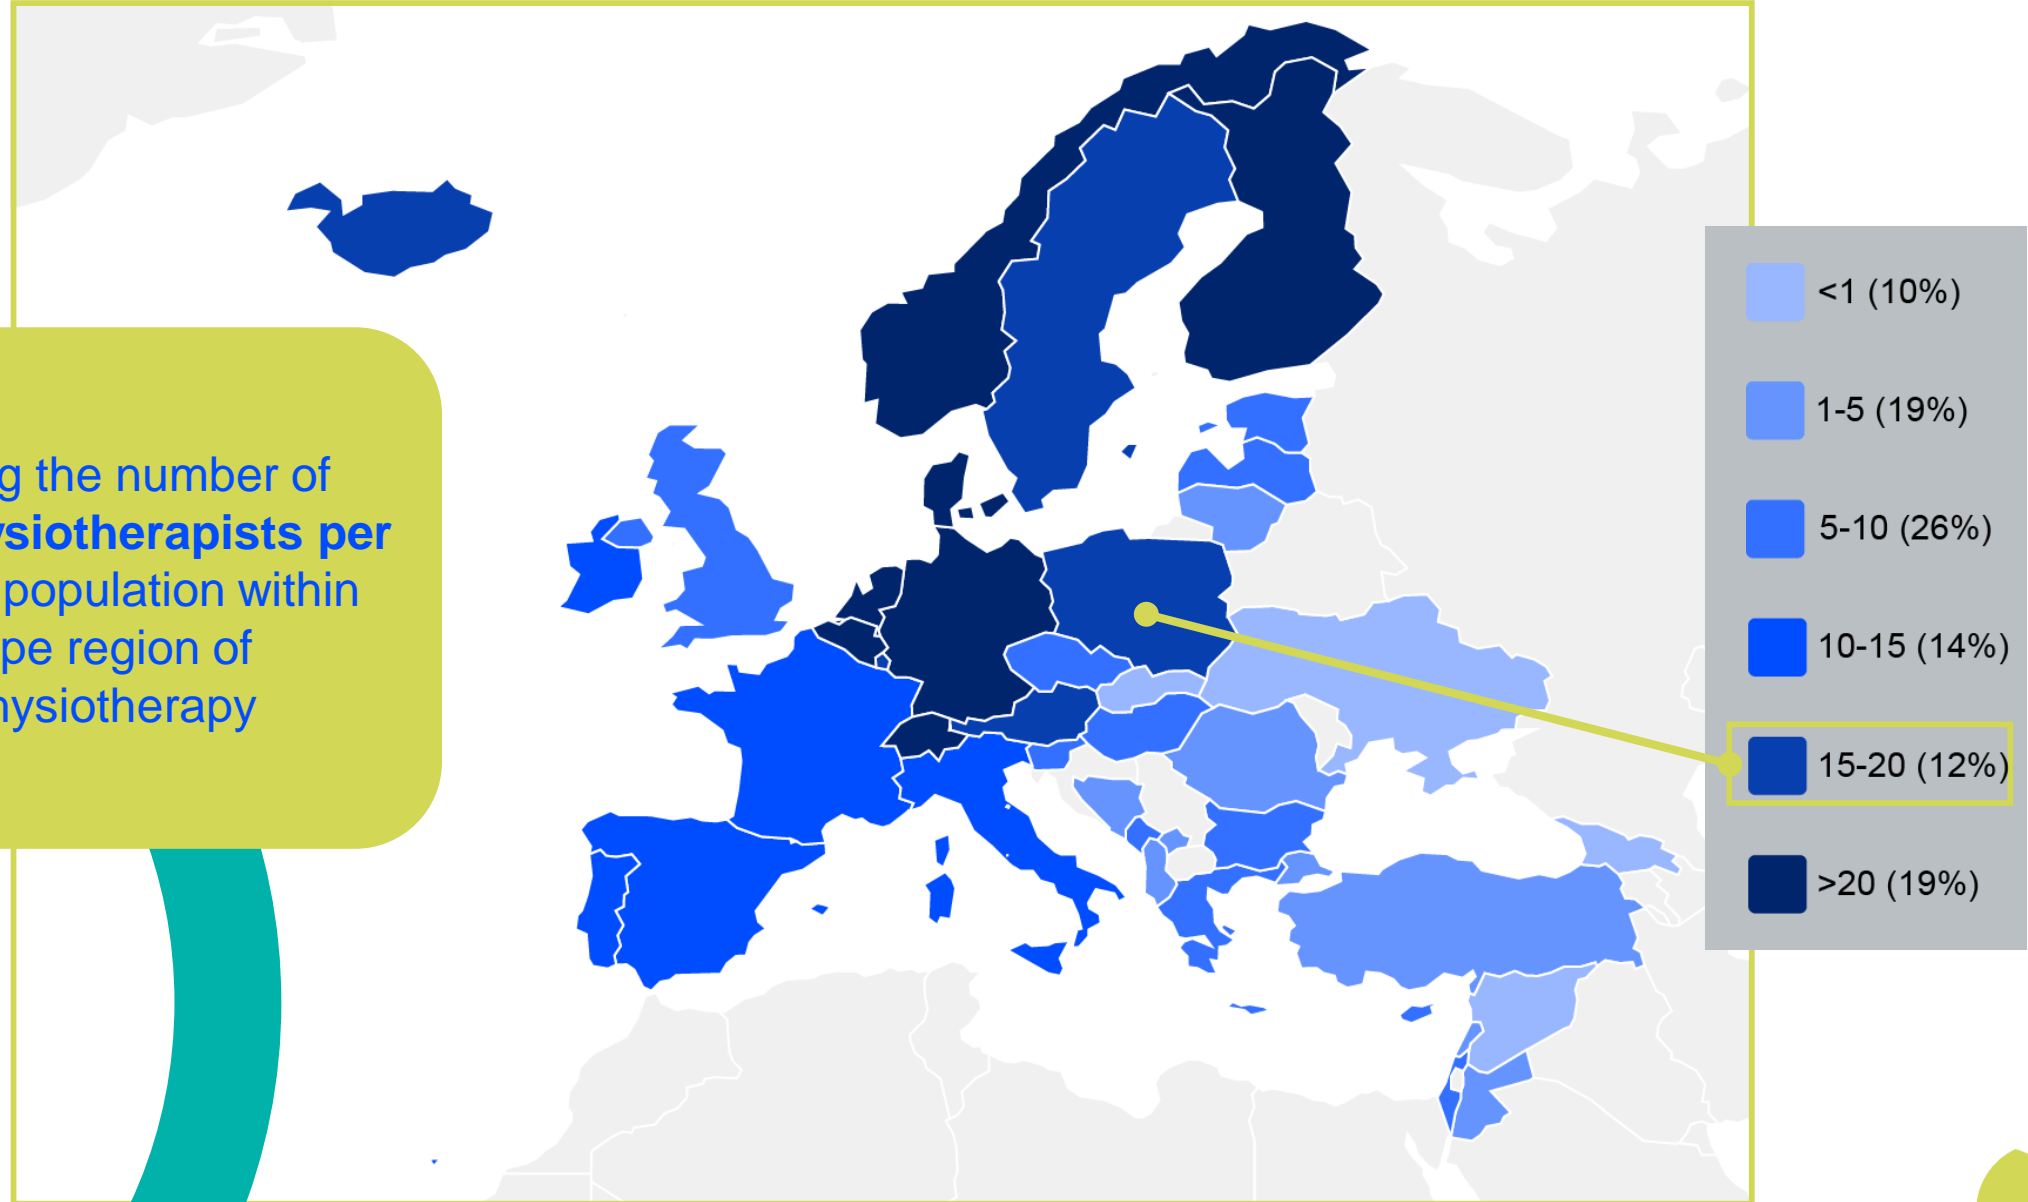 g the number of
ysiotherapists per
population within
pe region of
hysiotherapy
<1 (10%)
1-5 (19%)
5-10 (26%)
10-15 (14%)
15-20 (12%)
>20 (19%)